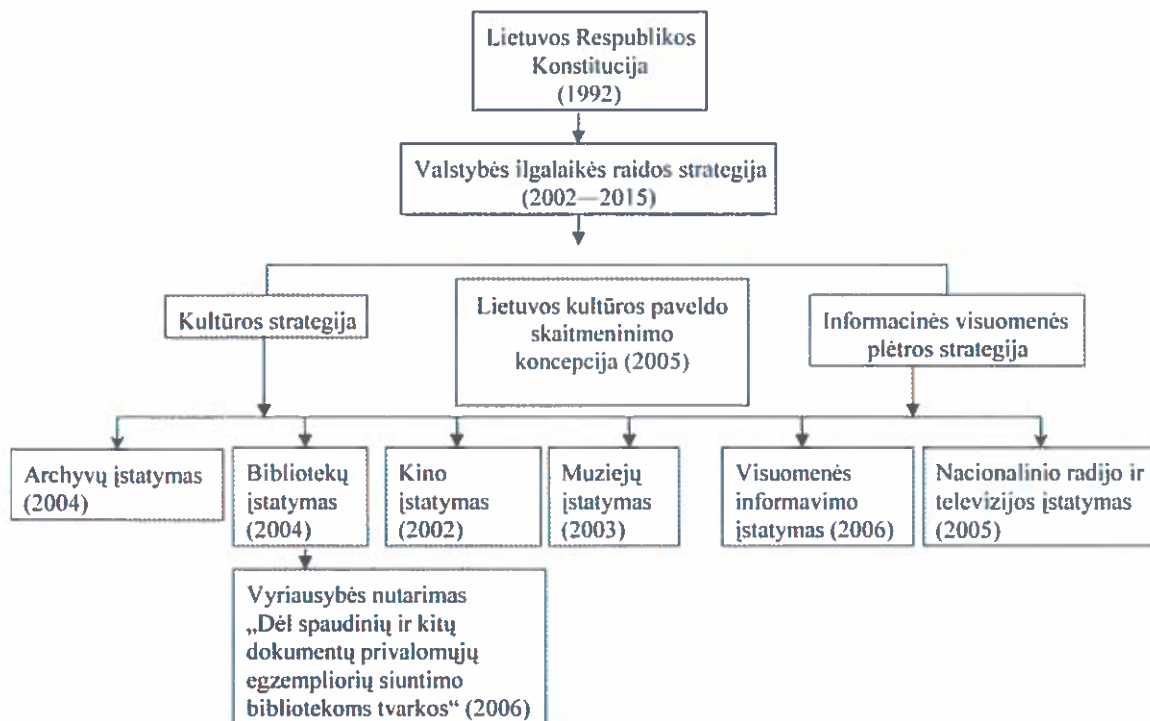 Lietuvos Respublikos
Konstitucija
(1992)
Valstybės ilgalaikės raidos strategija
(2002—2015)
Kultūros strategija
Lietuvos kultūros paveldo
skaitmeninimo
koncepcija (2005)
Informacinės visuomenės
plėtros strategija
Archyvų įstatymas
(2004)
Bibliotekų
įstatymas
(2004)
Kino
įstatymas
(2002)
Muziejų
įstatymas
(2003)
Visuomenės
informavimo
įstatymas (2006)
Nacionalinio radijo ir
televizijos įstatymas
(2005)
Vyriausybės nutarimas
„Dėl spaudinių ir kitų
dokumentų privalomųjų
egzempliorių siuntimo
bibliotekoms tvarkos“ (2006)